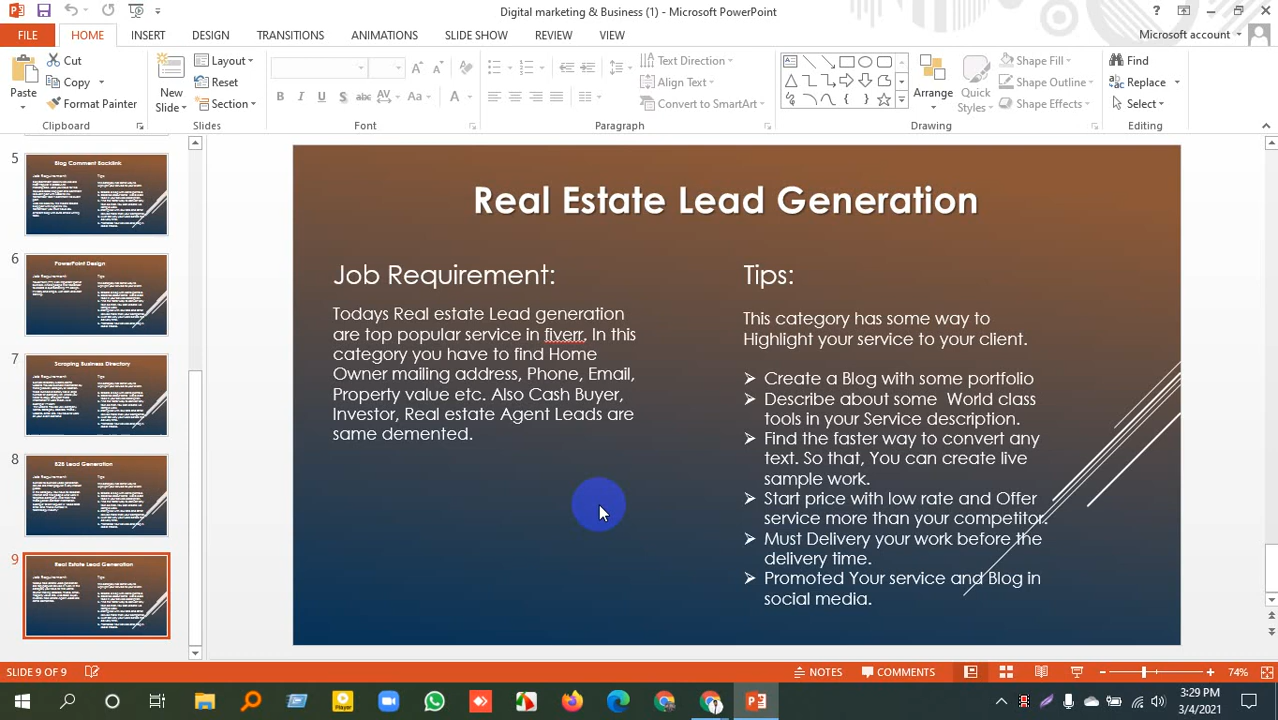 Digital marketing & Business (1) - Microsoft PowerPoint
FILE
HOME
INSERT
DESIGN
TRANSITIONS
ANIMATIONS
SLIDE SHOW
REVIEW
VIEW
Microsoft account
Paste
Cut
Copy
Format Painter
Clipboard
New
Slide
Layout
Reset
Section
Slides
Font
Text Direction
Align Text
Convert to SmartArt
Paragraph
Arrange
Quick
Styles
Shape Fill
Shape Outline
Shape Effects
Drawing
Find
Replace
Select
Editing
5
Blog Comment Backlink
Job Requirement:
Tips:
6
PowerPoint Design
Job Requirement:
Tips:
7
Scraping Business Directory
Job Requirement:
Tips:
8
B2B Lead Generation
Job Requirement:
Tips:
9
Real Estate Lead Generation
Job Requirement:
Tips:
Real Estate Lead Generation
Job Requirement:
Todays Real estate Lead generation
are top popular service in fiverr. In this
category you have to find Home
Owner mailing address, Phone, Email,
Property value etc. Also Cash Buyer,
Investor, Real estate Agent Leads are
same demented.
Tips:
This category has some way to
Highlight your service to your client.
➢ Create a Blog with some portfolio
➢ Describe about some World class
tools in your Service description.
➢ Find the faster way to convert any
text. So that, You can create live
sample work.
➢ Start price with low rate and Offer
service more than your competitor.
➢ Must Delivery your work before the
delivery time.
➢ Promoted Your service and Blog in
social media.
SLIDE 9 OF 9
NOTES
COMMENTS
74%
Player
3:29 PM
3/4/2021